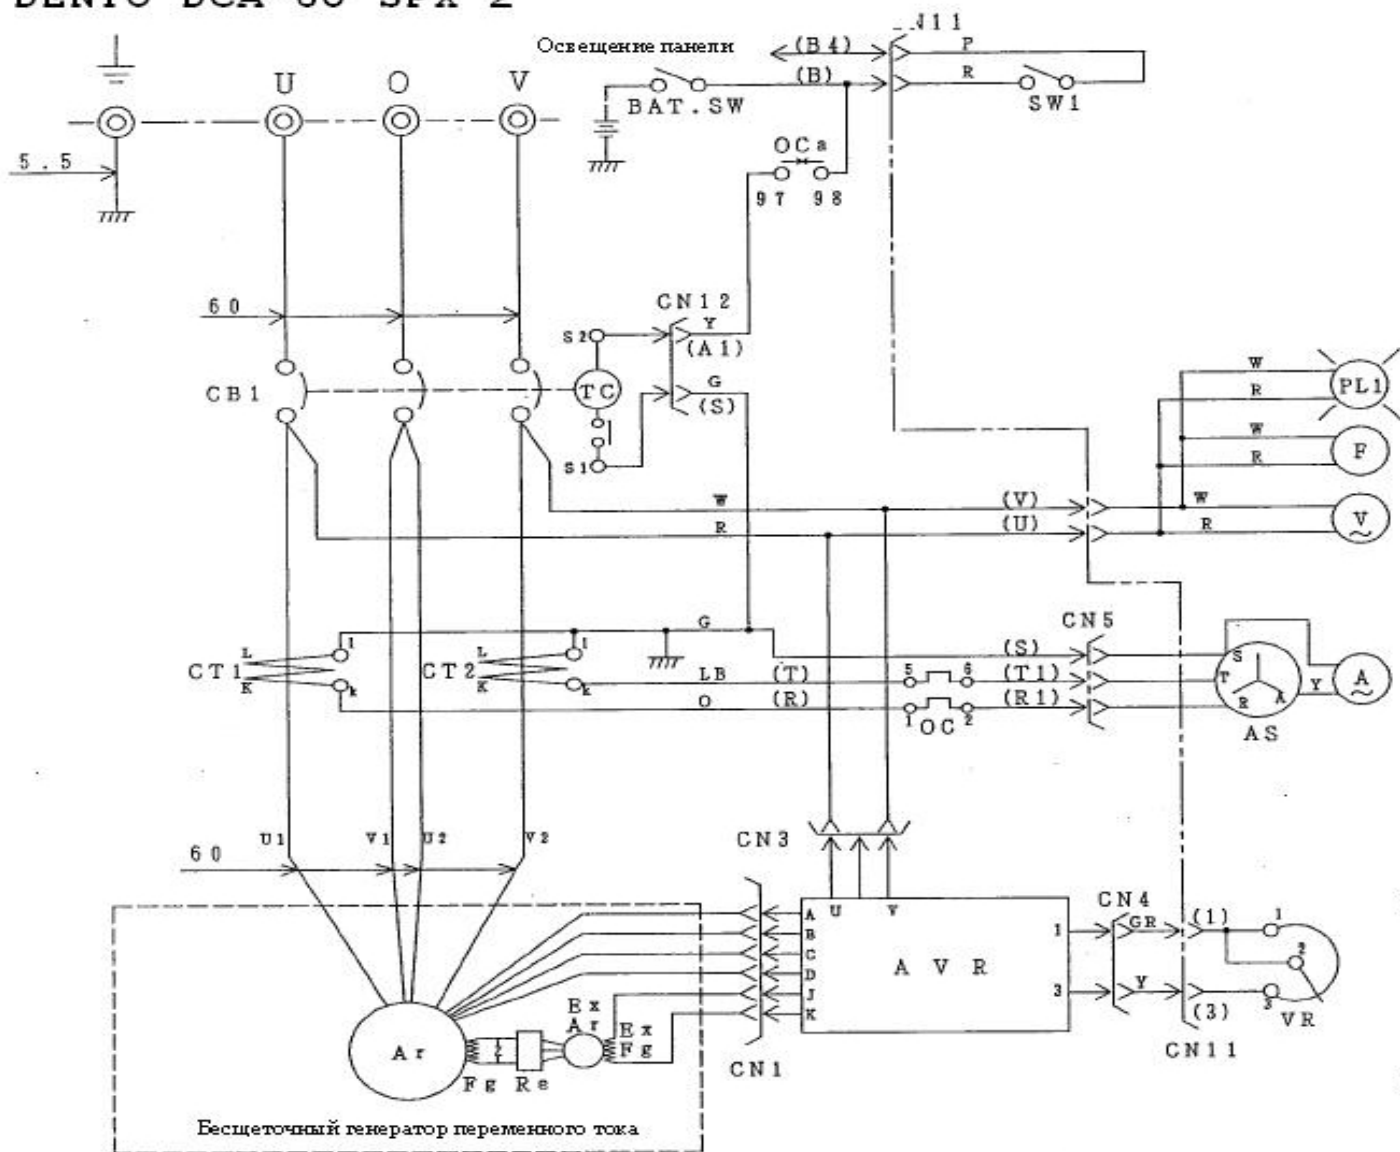 DENYO DCA 60 SPX 2
Освещение панели
(B4)
P
U
O
V
(B)
R
BAT.SW
SW1
5.5
OCa
97 98
60
CN12
S2
Y
(A1)
CB1
TC
G
(S)
S1
W
R
PL1
W
R
F
W
(V)
W
V
R
(U)
R
~
G
CN5
L
l
L
l
(S)
S
CT1
CT2
LB
(T)
5
6
(T1)
T
Y
A
~
K
k
K
k
O
(R)
1
OC
2
(R1)
R
A
AS
U1
V1
U2
V2
60
CN3
CN4
A
U
V
1
GR
(1)
1
B
C
A V R
2
D
J
3
Y
3
K
(3)
VR
Ex
Ar
Ex
Fg
Ar
Fg
Re
CN1
CN11
Бесщеточный генератор переменного тока